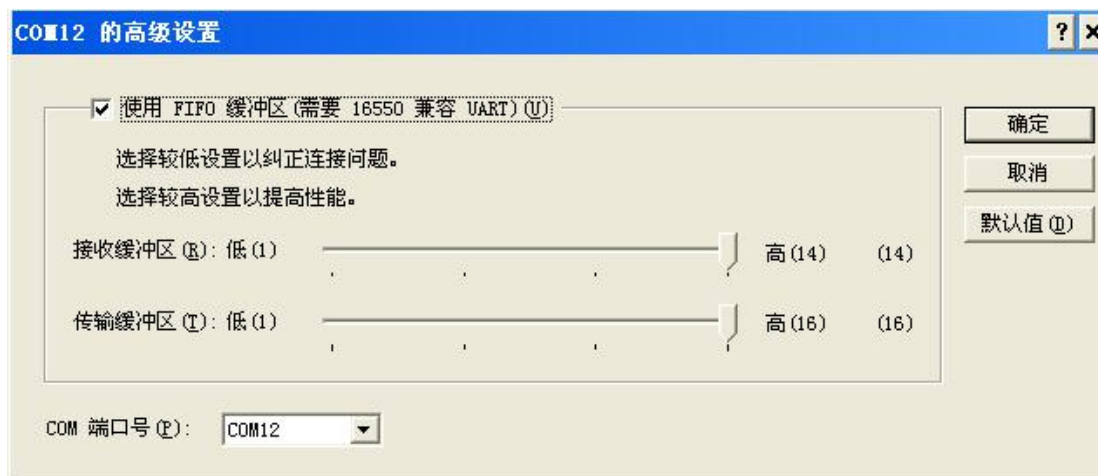 COM12 的高级设置
使用 FIFO 缓冲区(需要 16550 兼容 UART)(U)
选择较低设置以纠正连接问题。
选择较高设置以提高性能。
接收缓冲区(R): 低(1) 高(14) (14)
传输缓冲区(T): 低(1) 高(16) (16)
COM 端口号(P): COM12
确定
取消
默认值(D)